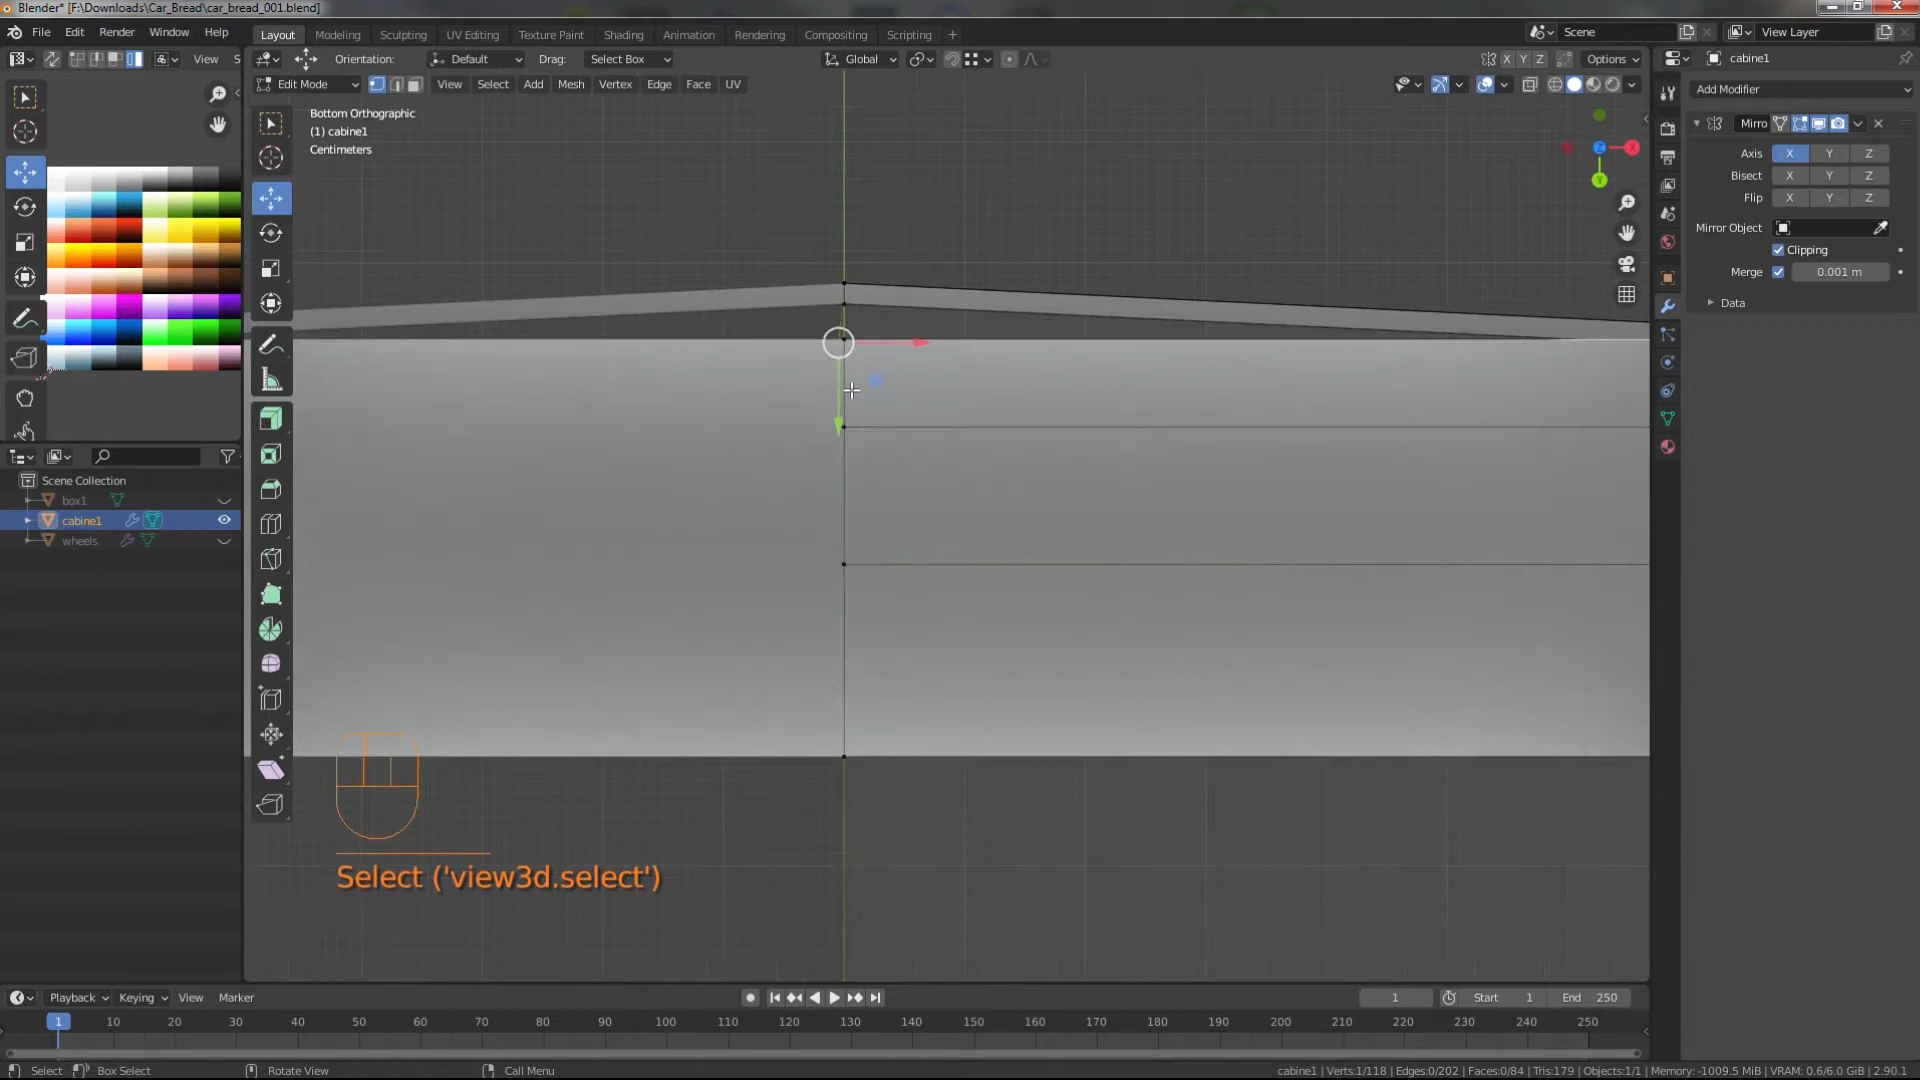 Blender* [F:\Downloads\Car_Bread\car_bread_001.blend]
File Edit Render Window Help
Layout Modeling Sculpting UV Editing Texture Paint Shading Animation Rendering Compositing Scripting
Scene View Layer
View S
Orientation: Default Drag: Select Box Global X Y Z Options
cabine1
Edit Mode View Select Add Mesh Vertex Edge Face UV
Add Modifier
Bottom Orthographic
(1) cabine1
Centimeters
Z X Y
Mirro
Axis X Y Z
Bisect X Y Z
Flip X Y Z
Mirror Object
Clipping
Merge 0.001 m
Data
Scene Collection
box1
cabine1
wheels
Select ('view3d.select')
Playback Keying View Marker 1 Start 1 End 250
1 10 20 30 40 50 60 70 80 90 100 110 120 130 140 150 160 170 180 190 200 210 220 230 240 250
Select Box Select Rotate View Call Menu
cabine1 | Verts:1/118 | Edges:0/202 | Faces:0/84 | Tris:179 | Objects:1/1 | Memory: -1009.5 MiB | VRAM: 0.6/6.0 GiB | 2.90.1